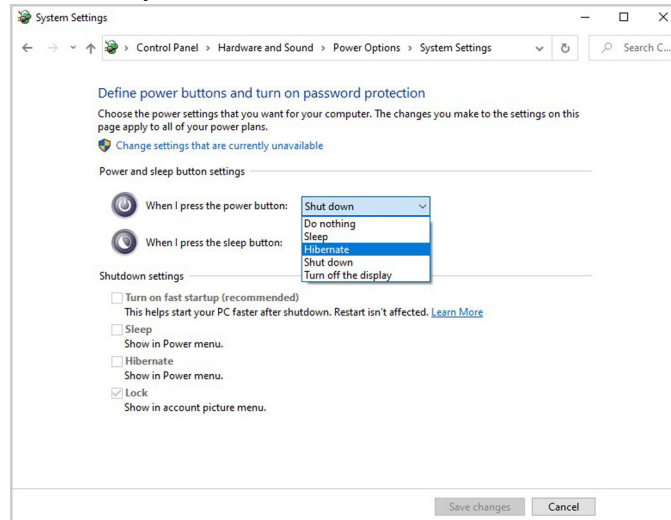 System Settings
Control Panel > Hardware and Sound > Power Options > System Settings
Search C...
Define power buttons and turn on password protection
Choose the power settings that you want for your computer. The changes you make to the settings on this
page apply to all of your power plans.
Change settings that are currently unavailable
Power and sleep button settings
When I press the power button: Shut down
Do nothing
Sleep
When I press the sleep button: Hibernate
Shut down
Turn off the display
Shutdown settings
Turn on fast startup (recommended)
This helps start your PC faster after shutdown. Restart isn't affected. Learn More
Sleep
Show in Power menu.
Hibernate
Show in Power menu.
Lock
Show in account picture menu.
Save changes Cancel